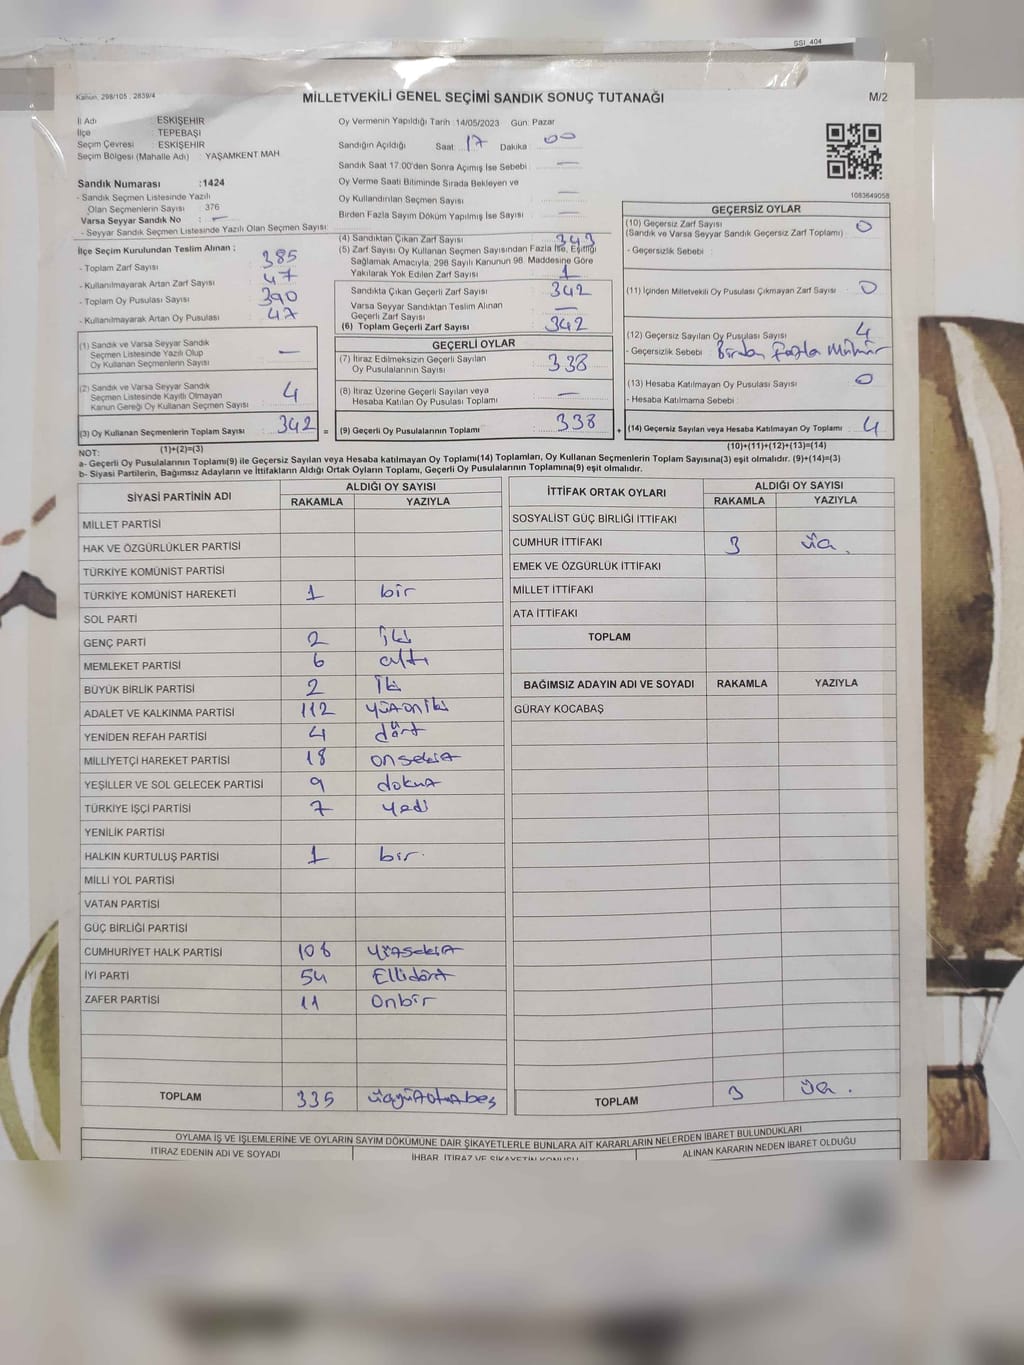 SSİ 404
Kanun, 298/105 , 2839/4
MİLLETVEKİLİ GENEL SEÇİMİ SANDIK SONUÇ TUTANAĞI
M/2
İl Adı : ESKİŞEHİR
İlçe : TEPEBAŞI
Seçim Çevresi : ESKİŞEHİR
Seçim Bölgesi (Mahalle Adı) : YAŞAMKENT MAH
Sandık Numarası :1424
- Sandık Seçmen Listesinde Yazılı
Olan Seçmenlerin Sayısı : 376
Varsa Seyyar Sandık No : —
- Seyyar Sandık Seçmen Listesinde Yazılı Olan Seçmen Sayısı:
Oy Vermenin Yapıldığı Tarih :14/05/2023 Gün: Pazar
Sandığın Açıldığı Saat 17 Dakika 00
Sandık Saat 17:00'den Sonra Açımış İse Sebebi —
Oy Verme Saati Bitiminde Sırada Bekleyen ve
Oy Kullandırılan Seçmen Sayısı —
Birden Fazla Sayım Döküm Yapılmış İse Sayısı —
1083649058
İlçe Seçim Kurulundan Teslim Alınan ;
- Toplam Zarf Sayısı 385
- Kullanılmayarak Artan Zarf Sayısı 47
- Toplam Oy Pusulası Sayısı 390
- Kullanılmayarak Artan Oy Pusulası 47
(1) Sandık ve Varsa Seyyar Sandık
Seçmen Listesinde Yazılı Olup
Oy Kullanan Seçmenlerin Sayısı —
(2) Sandık ve Varsa Seyyar Sandık
Seçmen Listesinde Kayıtlı Olmayan
Kanun Gereği Oy Kullanan Seçmen Sayısı 4
(3) Oy Kullanan Seçmenlerin Toplam Sayısı 342 =
(1)+(2)=(3)
(4) Sandıktan Çıkan Zarf Sayısı 343
(5) Zarf Sayısı Oy Kullanan Seçmen Sayısından Fazla İse, Eşitliği
Sağlamak Amacıyla, 298 Sayılı Kanunun 98. Maddesine Göre
Yakılarak Yok Edilen Zarf Sayısı 1
Sandıkta Çıkan Geçerli Zarf Sayısı 342
Varsa Seyyar Sandıktan Teslim Alınan
Geçerli Zarf Sayısı —
(6) Toplam Geçerli Zarf Sayısı 342
GEÇERLİ OYLAR
(7) İtiraz Edilmeksizin Geçerli Sayılan
Oy Pusulalarının Sayısı 338
(8) İtiraz Üzerine Geçerli Sayılan veya
Hesaba Katılan Oy Pusulası Toplamı —
(9) Geçerli Oy Pusulalarının Toplamı 338 +
GEÇERSİZ OYLAR
(10) Geçersiz Zarf Sayısı 0
(Sandık ve Varsa Seyyar Sandık Geçersiz Zarf Toplamı)
- Geçersizlik Sebebi :
(11) İçinden Milletvekili Oy Pusulası Çıkmayan Zarf Sayısı 0
(12) Geçersiz Sayılan Oy Pusulası Sayısı 4
- Geçersizlik Sebebi : Birden Fazla Mühür
(13) Hesaba Katılmayan Oy Pusulası Sayısı 0
- Hesaba Katılmama Sebebi :
(14) Geçersiz Sayılan veya Hesaba Katılmayan Oy Toplamı 4
(10)+(11)+(12)+(13)=(14)
NOT:
a- Geçerli Oy Pusulalarının Toplamı(9) ile Geçersiz Sayılan veya Hesaba katılmayan Oy Toplamı(14) Toplamları, Oy Kullanan Seçmenlerin Toplam Sayısına(3) eşit olmalıdır. (9)+(14)=(3)
b- Siyasi Partilerin, Bağımsız Adayların ve İttifakların Aldığı Ortak Oyların Toplamı, Geçerli Oy Pusulalarının Toplamına(9) eşit olmalıdır.
SİYASİ PARTİNİN ADI
ALDIĞI OY SAYISI
RAKAMLA YAZIYLA
MİLLET PARTİSİ
HAK VE ÖZGÜRLÜKLER PARTİSİ
TÜRKİYE KOMÜNİST PARTİSİ
TÜRKİYE KOMÜNİST HAREKETİ 1 bir
SOL PARTİ
GENÇ PARTİ 2 iki
MEMLEKET PARTİSİ 6 altı
BÜYÜK BİRLİK PARTİSİ 2 iki
ADALET VE KALKINMA PARTİSİ 112 yüzoniki
YENİDEN REFAH PARTİSİ 4 dört
MİLLİYETÇİ HAREKET PARTİSİ 18 onsekiz
YEŞİLLER VE SOL GELECEK PARTİSİ 9 dokuz
TÜRKİYE İŞÇİ PARTİSİ 7 yedi
YENİLİK PARTİSİ
HALKIN KURTULUŞ PARTİSİ 1 bir.
MİLLİ YOL PARTİSİ
VATAN PARTİSİ
GÜÇ BİRLİĞİ PARTİSİ
CUMHURİYET HALK PARTİSİ 108 yüzsekiz
İYİ PARTİ 54 Ellidört
ZAFER PARTİSİ 11 Onbir
TOPLAM 335 üçyüzotuzbeş
İTTİFAK ORTAK OYLARI
ALDIĞI OY SAYISI
RAKAMLA YAZIYLA
SOSYALİST GÜÇ BİRLİĞİ İTTİFAKI
CUMHUR İTTİFAKI 3 üç.
EMEK VE ÖZGÜRLÜK İTTİFAKI
MİLLET İTTİFAKI
ATA İTTİFAKI
TOPLAM
BAĞIMSIZ ADAYIN ADI VE SOYADI RAKAMLA YAZIYLA
GÜRAY KOCABAŞ
TOPLAM 3 üç.
OYLAMA İŞ VE İŞLEMLERİNE VE OYLARIN SAYIM DÖKÜMÜNE DAİR ŞİKAYETLERLE BUNLARA AİT KARARLARIN NELERDEN İBARET BULUNDUKLARI
İTİRAZ EDENİN ADI VE SOYADI
İHBAR, İTİRAZ VE ŞİKAYETİN KONUSU
ALINAN KARARIN NEDEN İBARET OLDUĞU